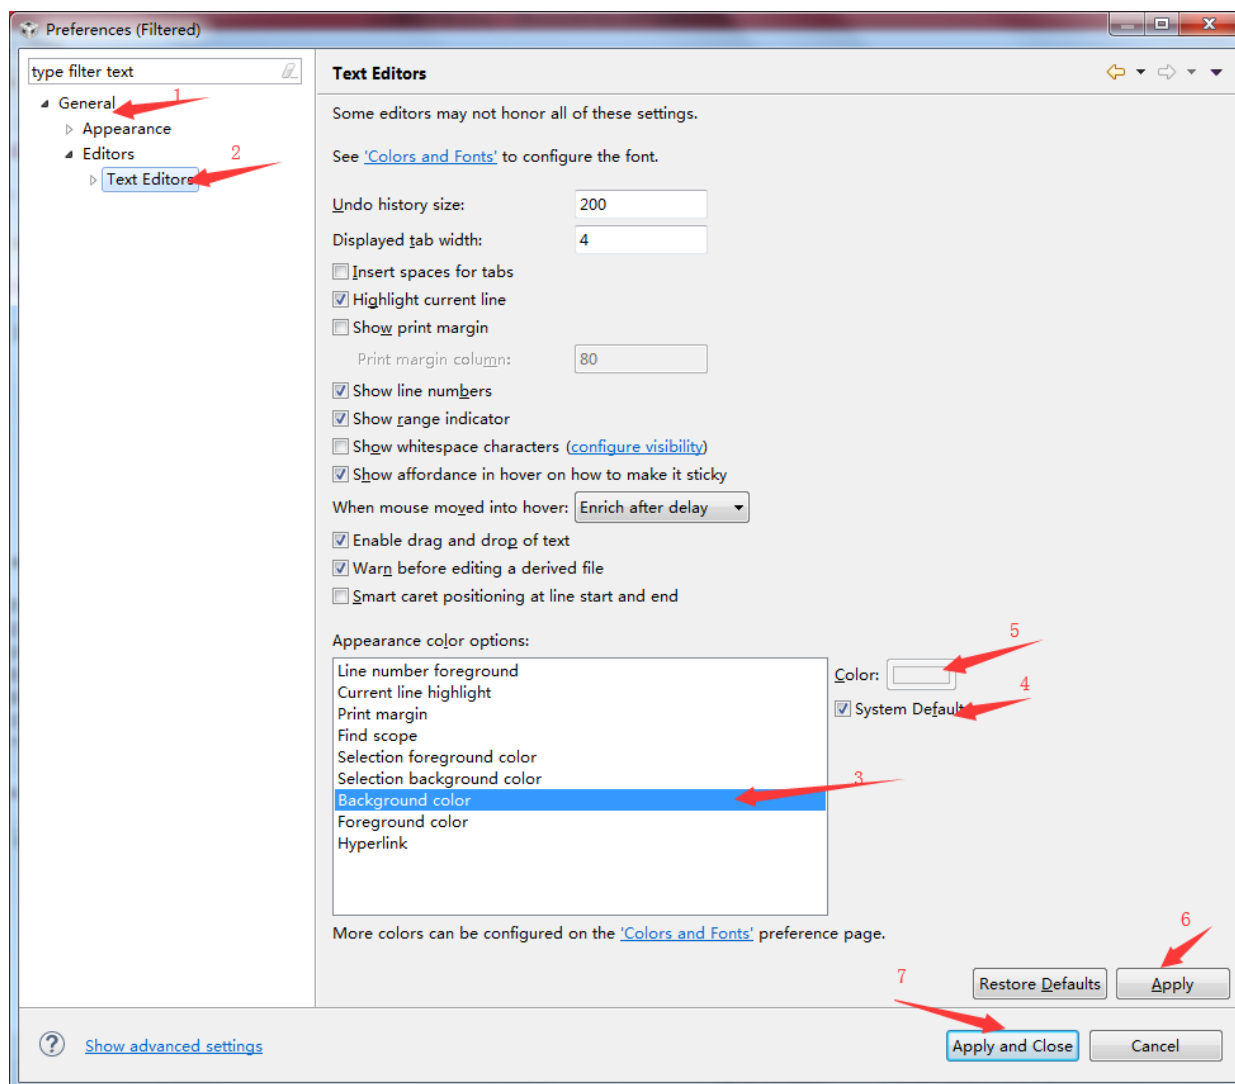 Preferences (Filtered)
type filter text
General
1
Appearance
Editors
2
Text Editors
Text Editors
Some editors may not honor all of these settings.
See 'Colors and Fonts' to configure the font.
Undo history size: 200
Displayed tab width: 4
Insert spaces for tabs
Highlight current line
Show print margin
Print margin column: 80
Show line numbers
Show range indicator
Show whitespace characters (configure visibility)
Show affordance in hover on how to make it sticky
When mouse moved into hover: Enrich after delay
Enable drag and drop of text
Warn before editing a derived file
Smart caret positioning at line start and end
Appearance color options:
Line number foreground
Current line highlight
Print margin
Find scope
Selection foreground color
Selection background color
Background color
Foreground color
Hyperlink
3
5
Color:
4
System Default
More colors can be configured on the 'Colors and Fonts' preference page.
6
Restore Defaults Apply
7
Show advanced settings
Apply and Close Cancel